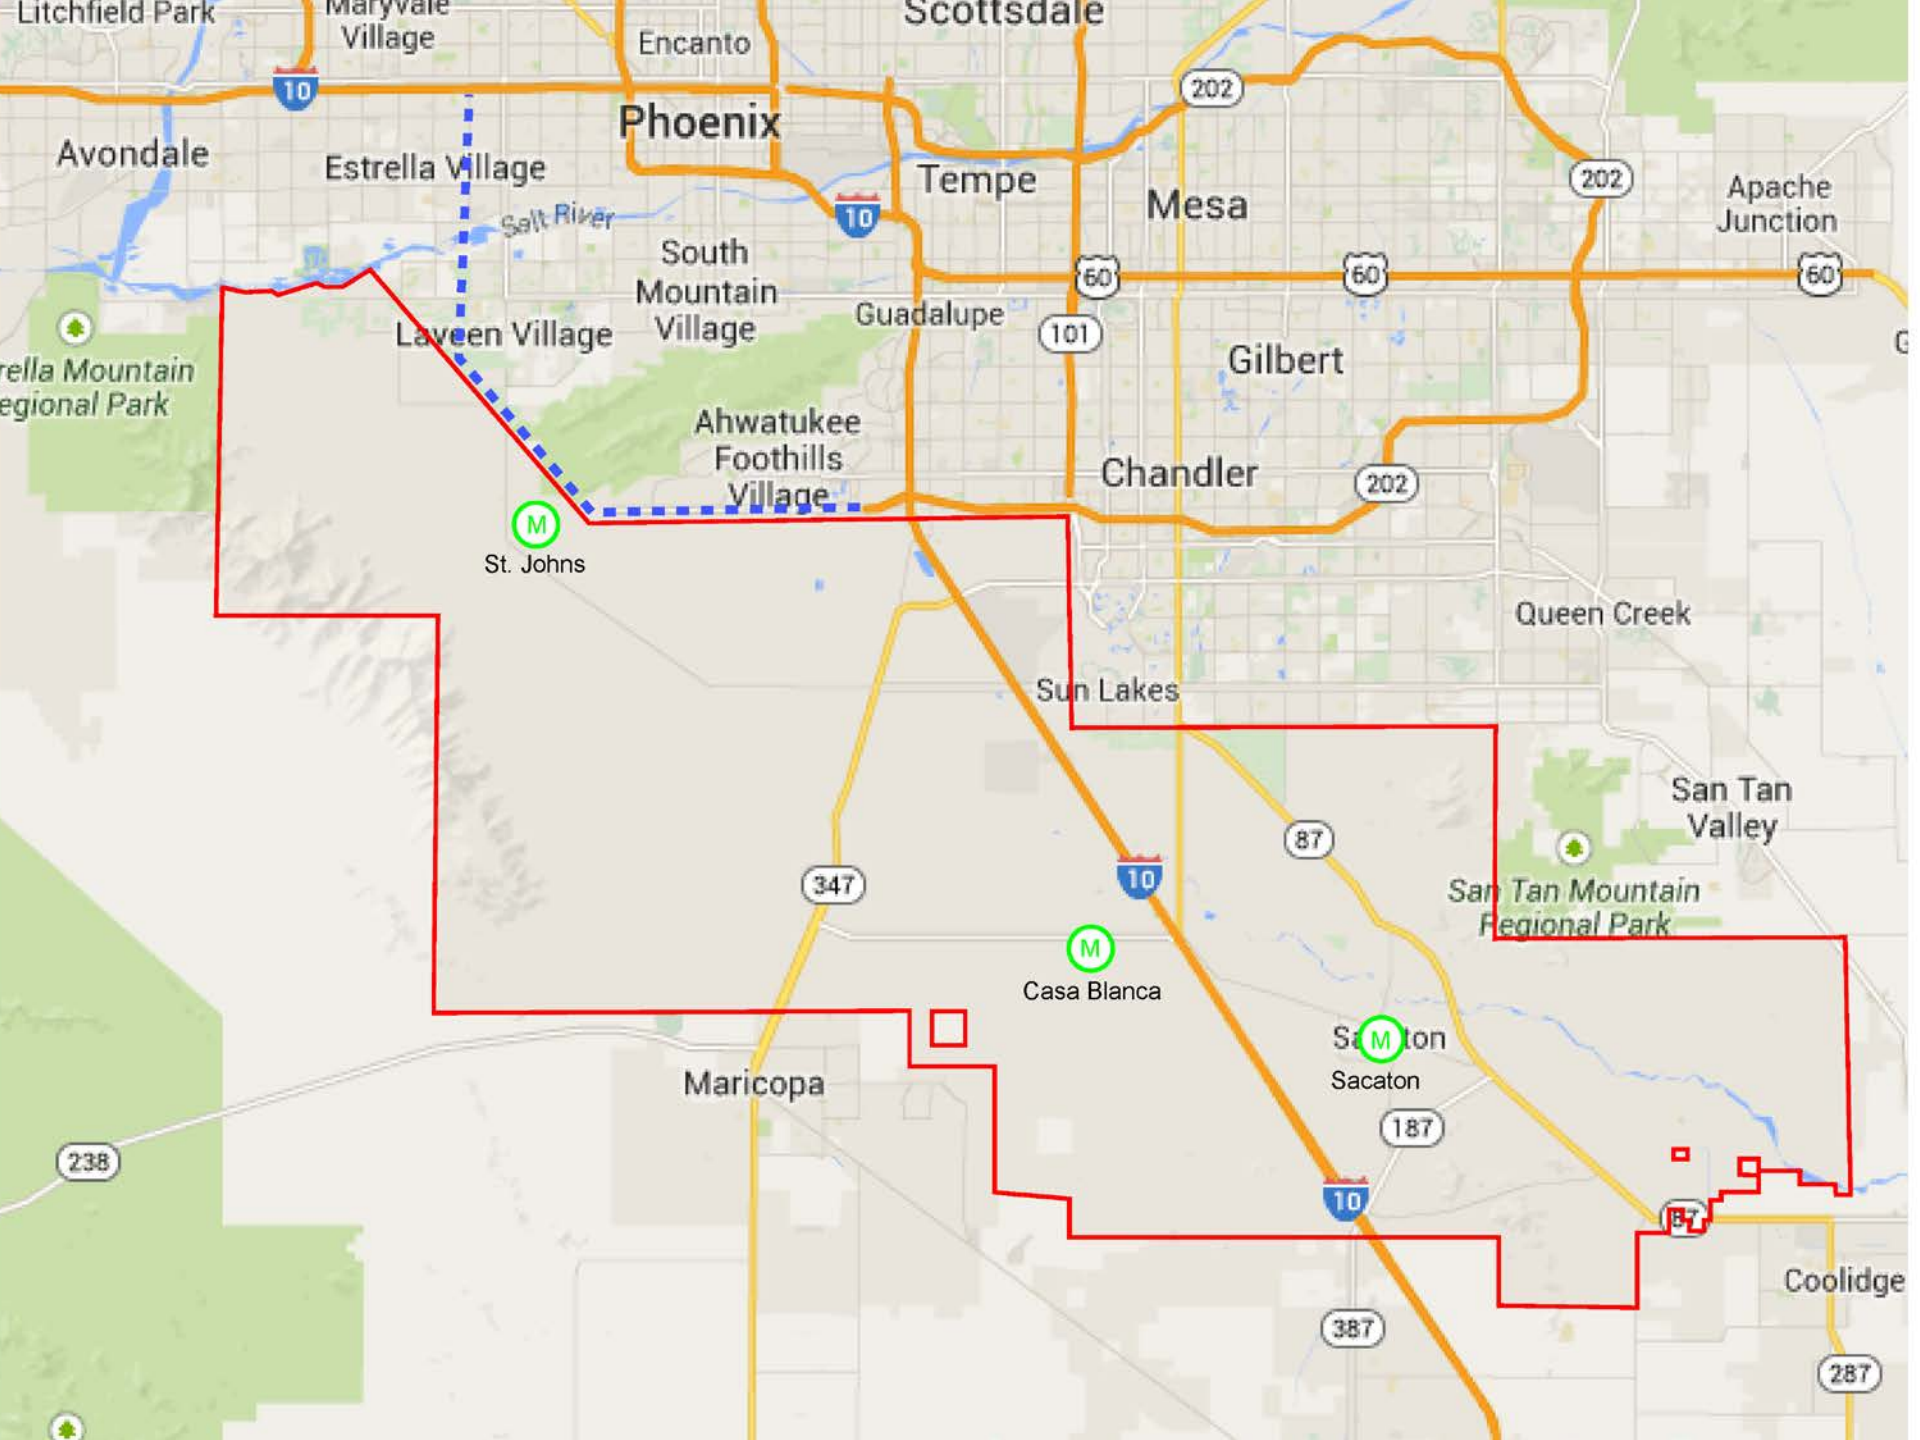 Litchfield Park
Maryvale
Village
Encanto
Scottsdale
10
202
Phoenix
Avondale
Estrella Village
Tempe
202
Apache
Junction
Mesa
Salt River
10
South
Mountain
Village
60
60
60
Guadalupe
101
Laveen Village
G
Gilbert
rella Mountain
egional Park
Ahwatukee
Foothills
Village
Chandler
202
M
St. Johns
Queen Creek
Sun Lakes
San Tan
Valley
87
347
10
San Tan Mountain
Regional Park
M
Casa Blanca
Sa
M
ton
Sacaton
Maricopa
187
238
10
87
Coolidge
387
287